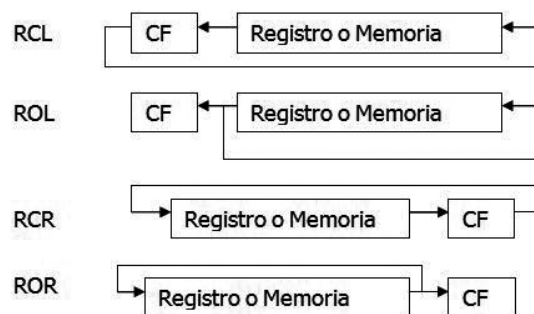 RCL CF Registro o Memoria
ROL CF Registro o Memoria
RCR Registro o Memoria CF
ROR Registro o Memoria CF